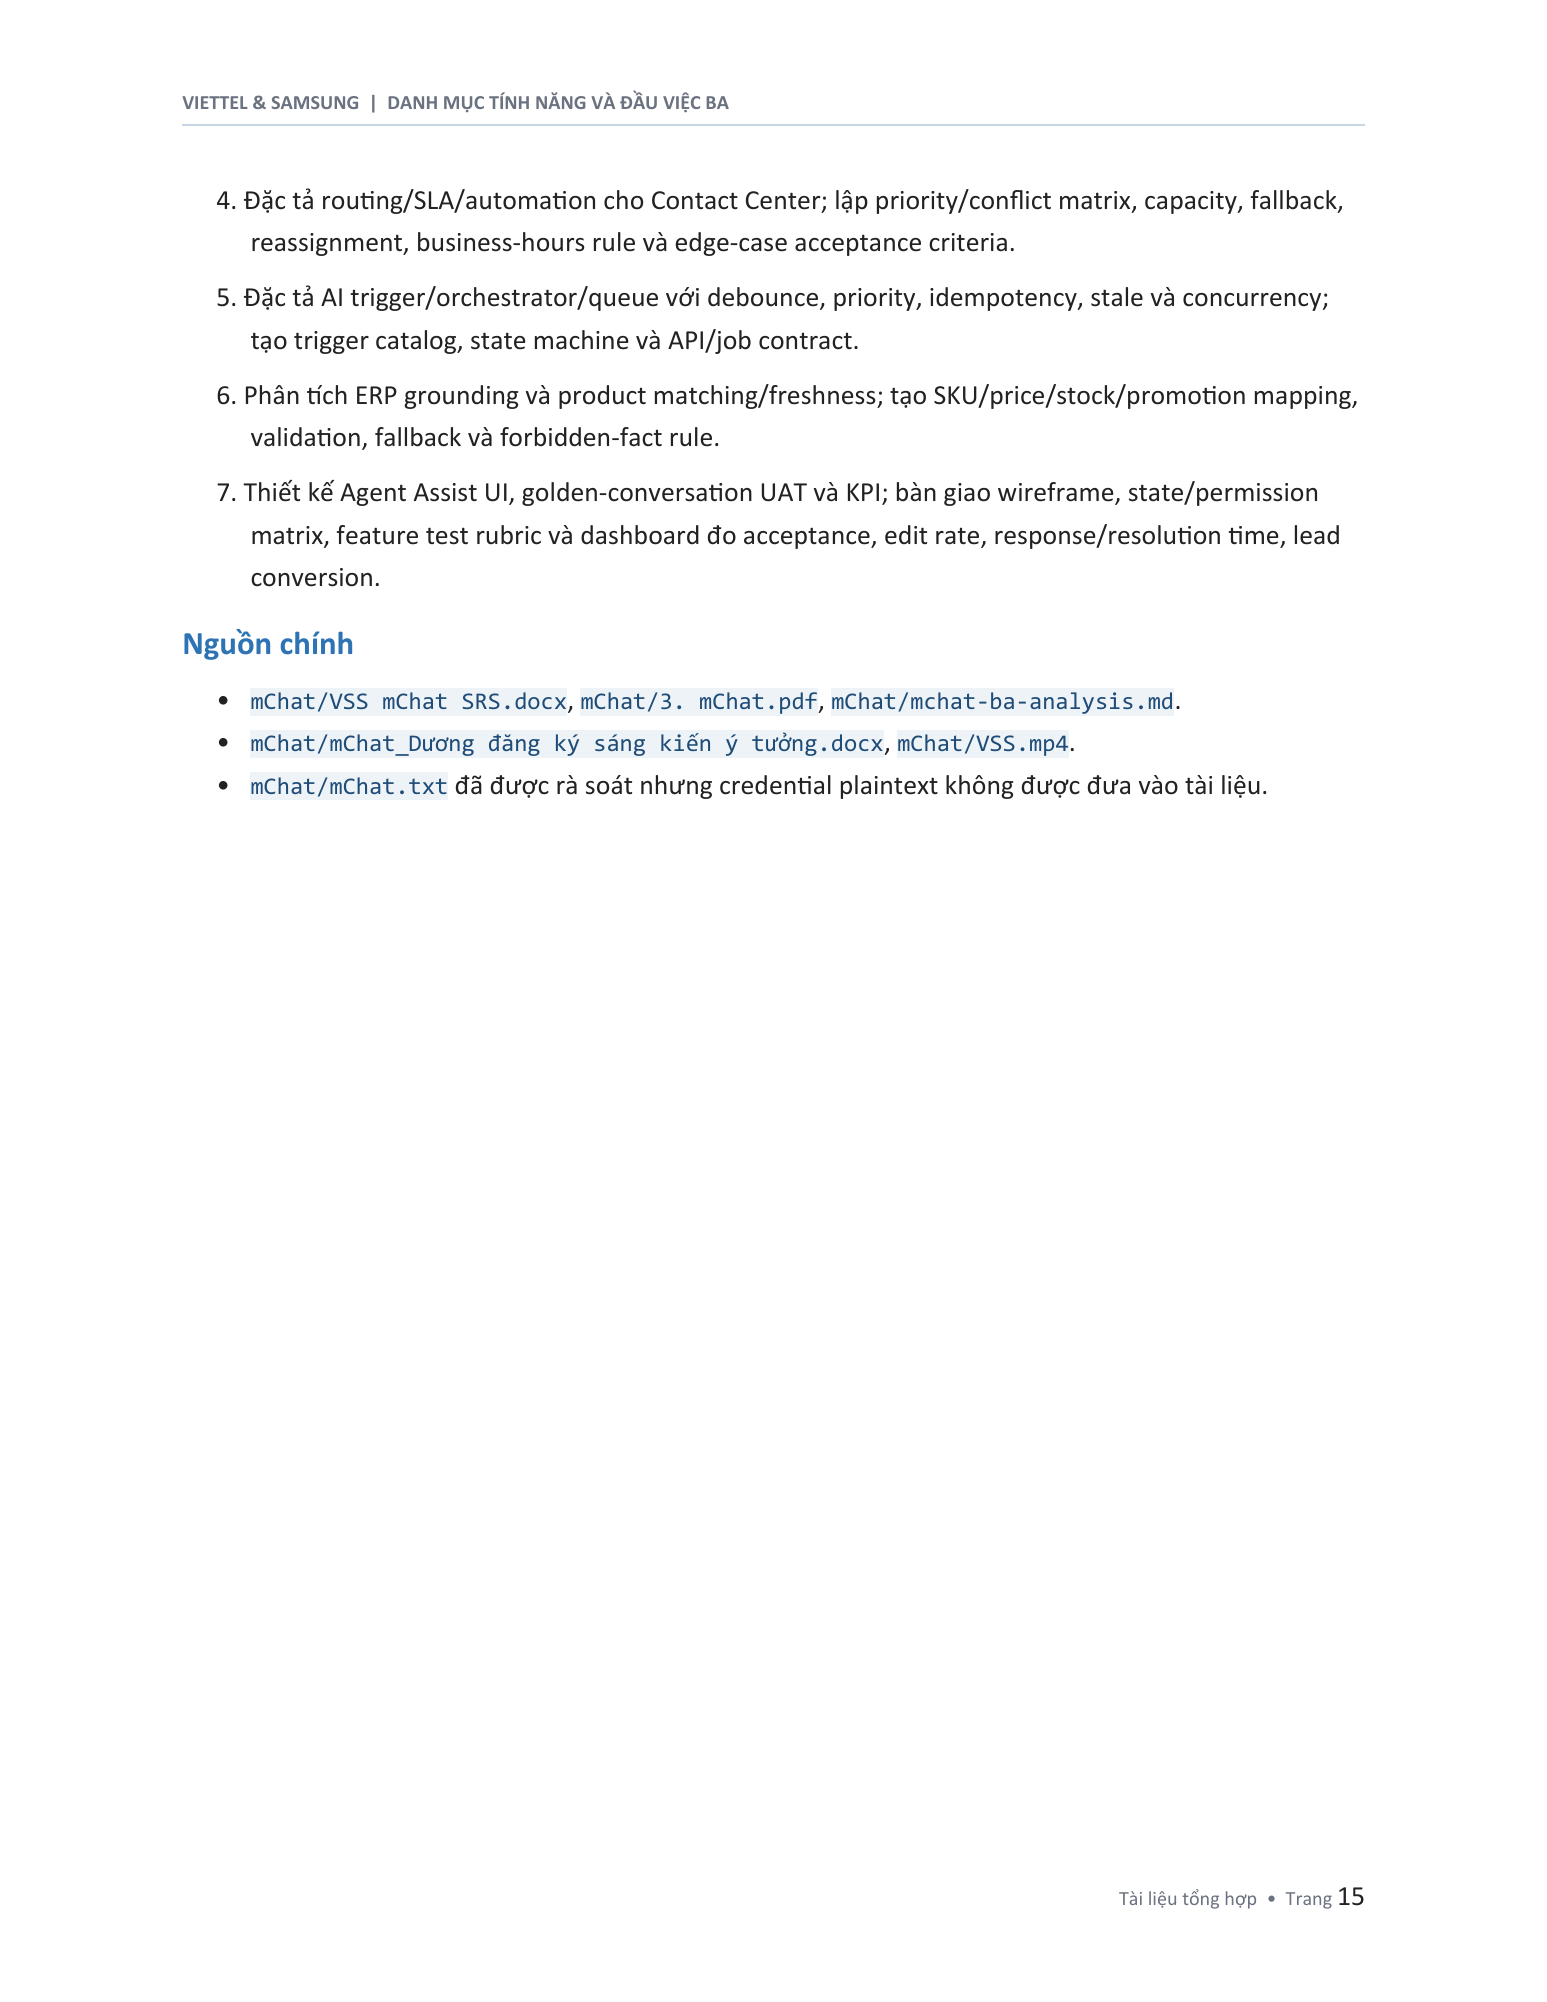 VIETTEL & SAMSUNG | DANH MỤC TÍNH NĂNG VÀ ĐẦU VIỆC BA
4. Đặc tả routing/SLA/automation cho Contact Center; lập priority/conflict matrix, capacity, fallback,
reassignment, business-hours rule và edge-case acceptance criteria.
5. Đặc tả AI trigger/orchestrator/queue với debounce, priority, idempotency, stale và concurrency;
tạo trigger catalog, state machine và API/job contract.
6. Phân tích ERP grounding và product matching/freshness; tạo SKU/price/stock/promotion mapping,
validation, fallback và forbidden-fact rule.
7. Thiết kế Agent Assist UI, golden-conversation UAT và KPI; bàn giao wireframe, state/permission
matrix, feature test rubric và dashboard đo acceptance, edit rate, response/resolution time, lead
conversion.
Nguồn chính
• mChat/VSS mChat SRS.docx, mChat/3. mChat.pdf, mChat/mchat-ba-analysis.md.
• mChat/mChat_Dương đăng ký sáng kiến ý tưởng.docx, mChat/VSS.mp4.
• mChat/mChat.txt đã được rà soát nhưng credential plaintext không được đưa vào tài liệu.
Tài liệu tổng hợp • Trang 15